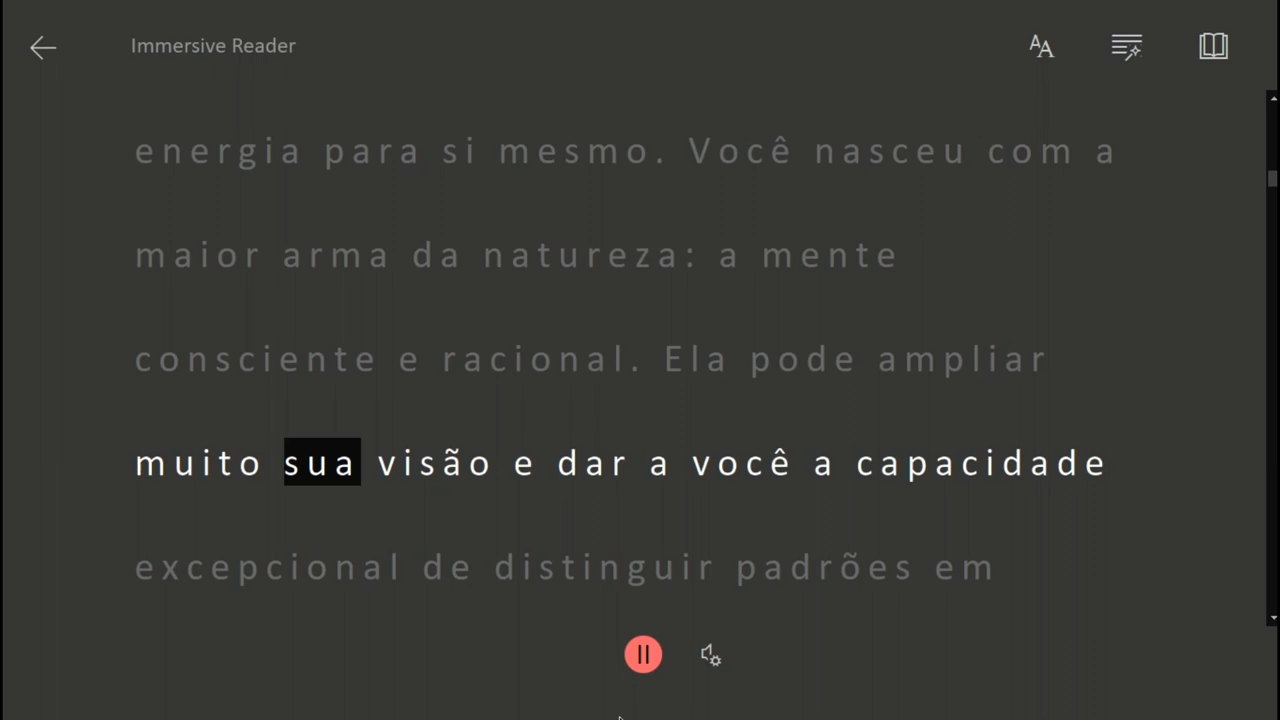 Immersive Reader
energia para si mesmo. Você nasceu com a
maior arma da natureza: a mente
consciente e racional. Ela pode ampliar
muito sua visão e dar a você a capacidade
excepcional de distinguir padrões em